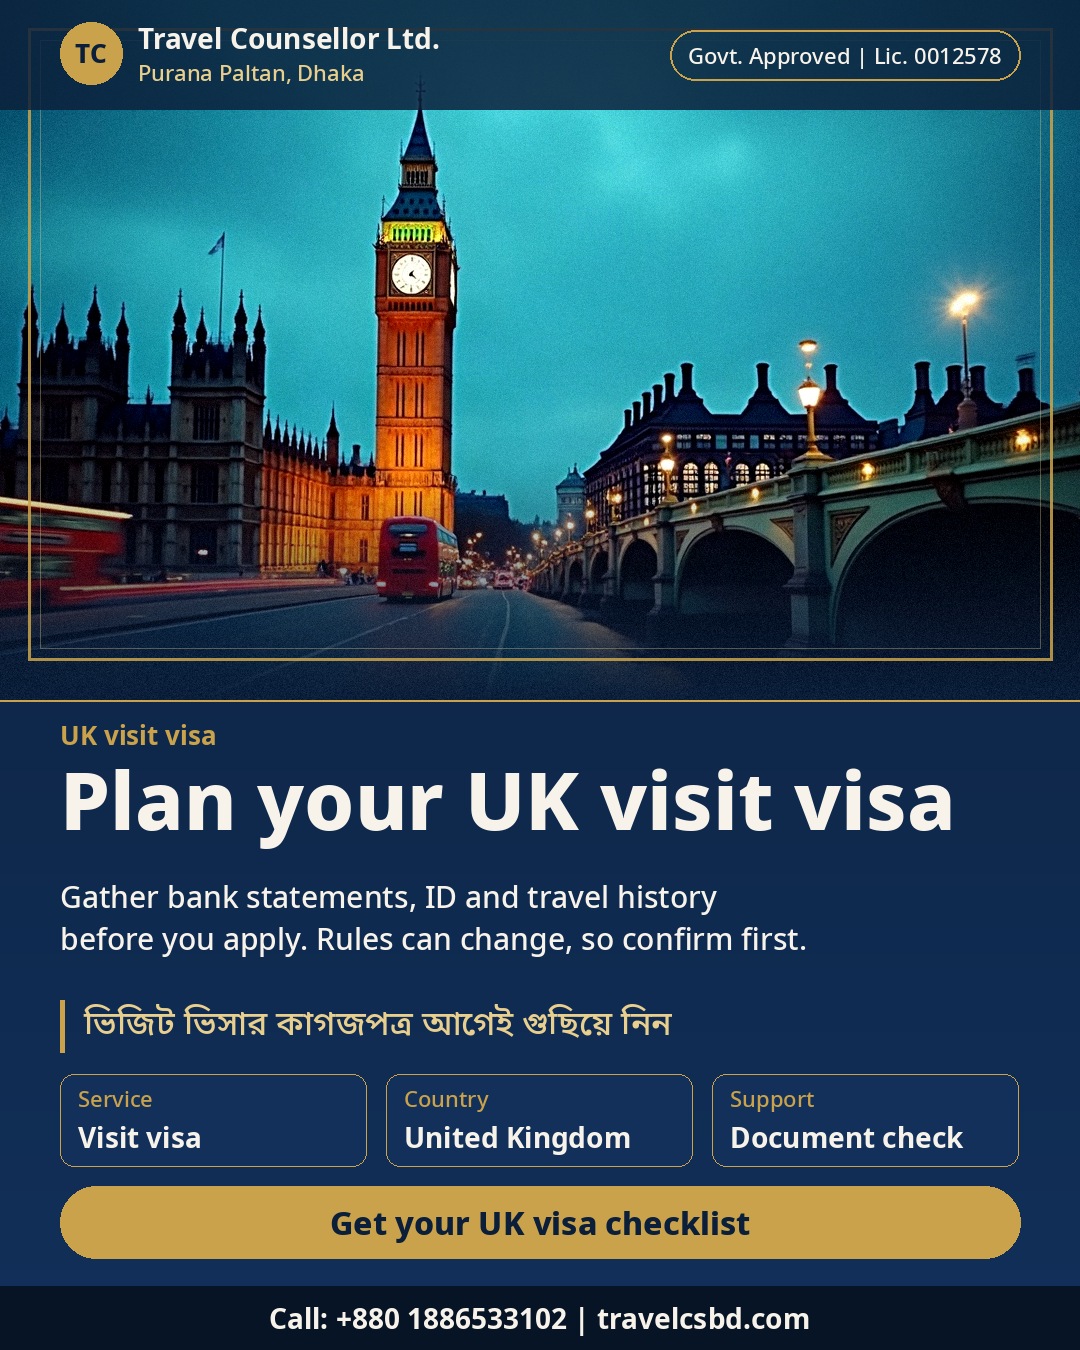 TC
Travel Counsellor Ltd.
Purana Paltan, Dhaka
Govt. Approved | Lic. 0012578
UK visit visa
Plan your UK visit visa
Gather bank statements, ID and travel history
before you apply. Rules can change, so confirm first.
ভিজিট ভিসার কাগজপত্র আগেই গুছিয়ে নিন
Service
Visit visa
Country
United Kingdom
Support
Document check
Get your UK visa checklist
Call: +880 1886533102 | travelcsbd.com